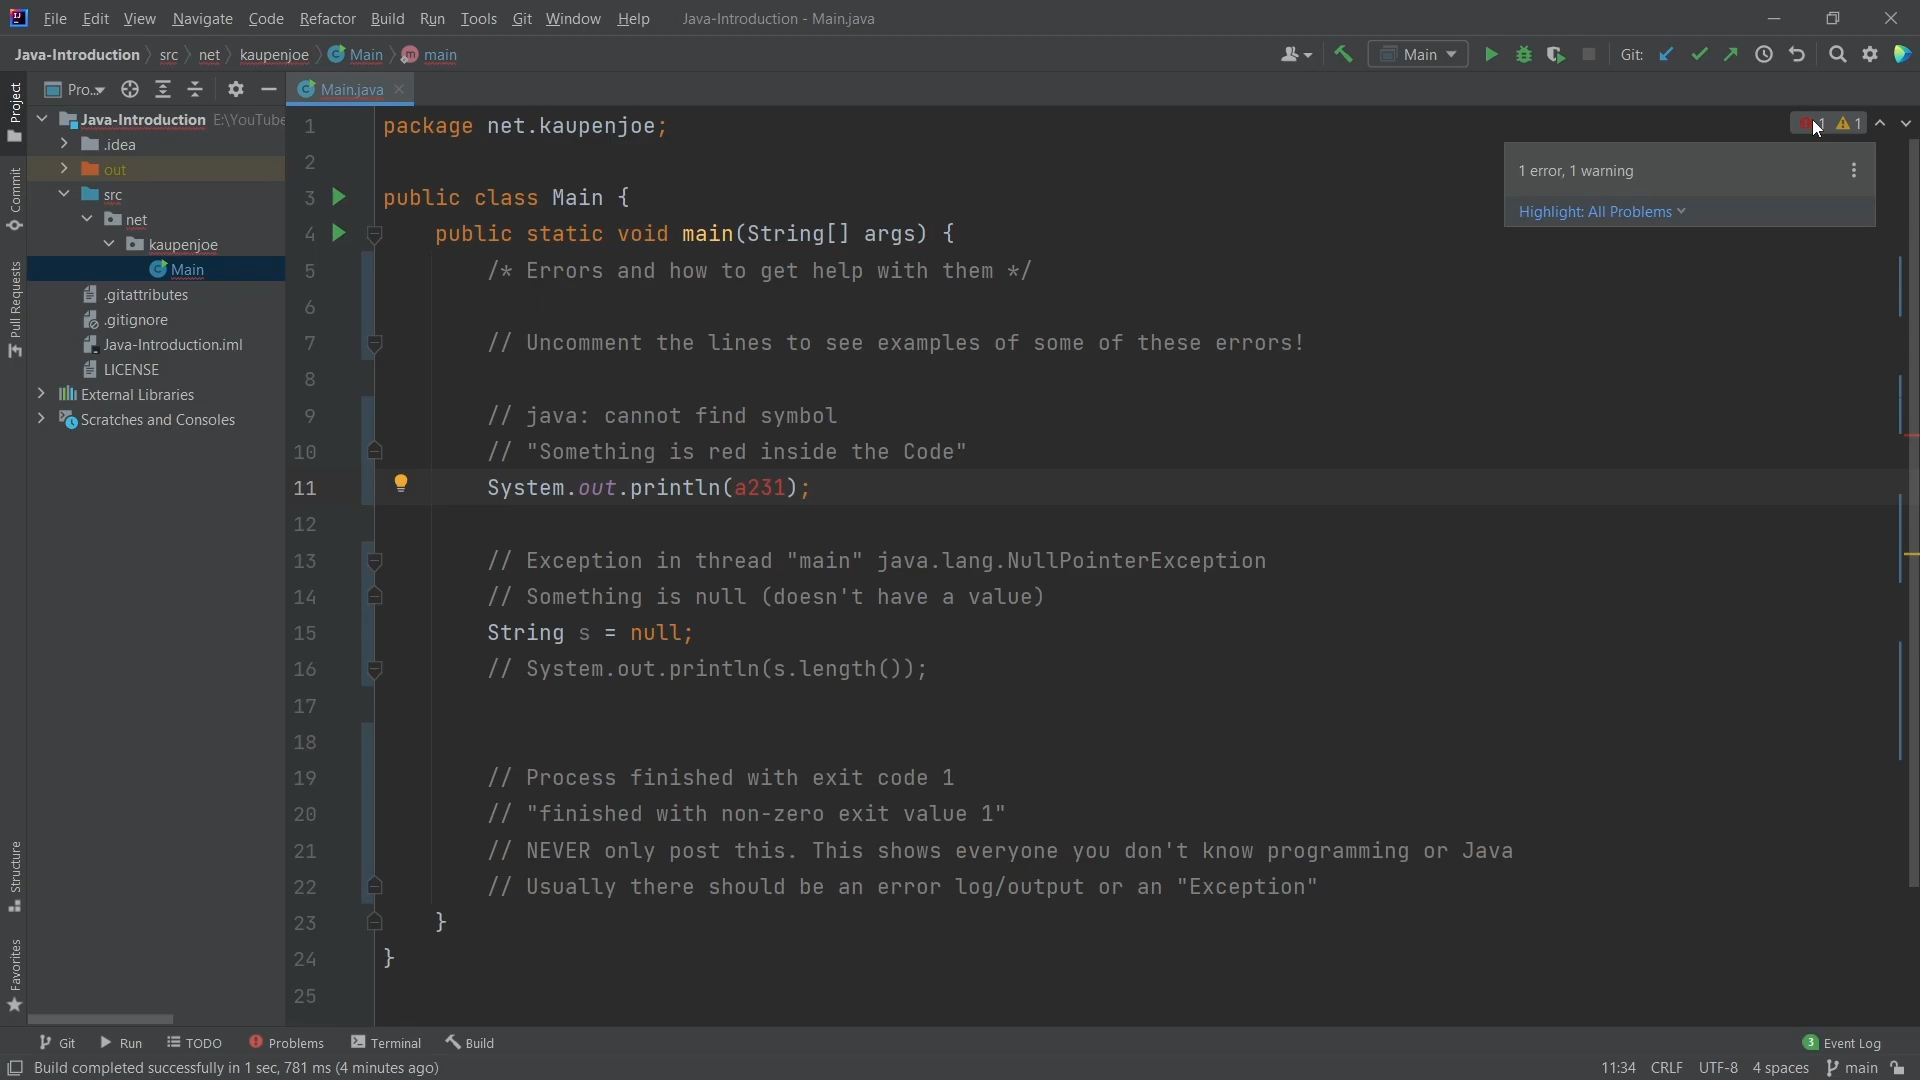 File Edit View Navigate Code Refactor Build Run Tools Git Window Help Java-Introduction - Main.java
Java-Introduction src net kaupenjoe Main main Main Git:
Pro.. Main.java
Project
Commit
Pull Requests
Structure
Favorites
Java-Introduction E:\YouTube
.idea
out
src
net
kaupenjoe
Main
.gitattributes
.gitignore
Java-Introduction.iml
LICENSE
External Libraries
Scratches and Consoles
1 package net.kaupenjoe;
2
3 public class Main {
4 public static void main(String[] args) {
5 /* Errors and how to get help with them */
6
7 // Uncomment the lines to see examples of some of these errors!
8
9 // java: cannot find symbol
10 // "Something is red inside the Code"
11 System.out.println(a231);
12
13 // Exception in thread "main" java.lang.NullPointerException
14 // Something is null (doesn't have a value)
15 String s = null;
16 // System.out.println(s.length());
17
18
19 // Process finished with exit code 1
20 // "finished with non-zero exit value 1"
21 // NEVER only post this. This shows everyone you don't know programming or Java
22 // Usually there should be an error log/output or an "Exception"
23 }
24 }
25
1 1
1 error, 1 warning
Highlight: All Problems
Git Run TODO Problems Terminal Build 3 Event Log
Build completed successfully in 1 sec, 781 ms (4 minutes ago) 11:34 CRLF UTF-8 4 spaces main